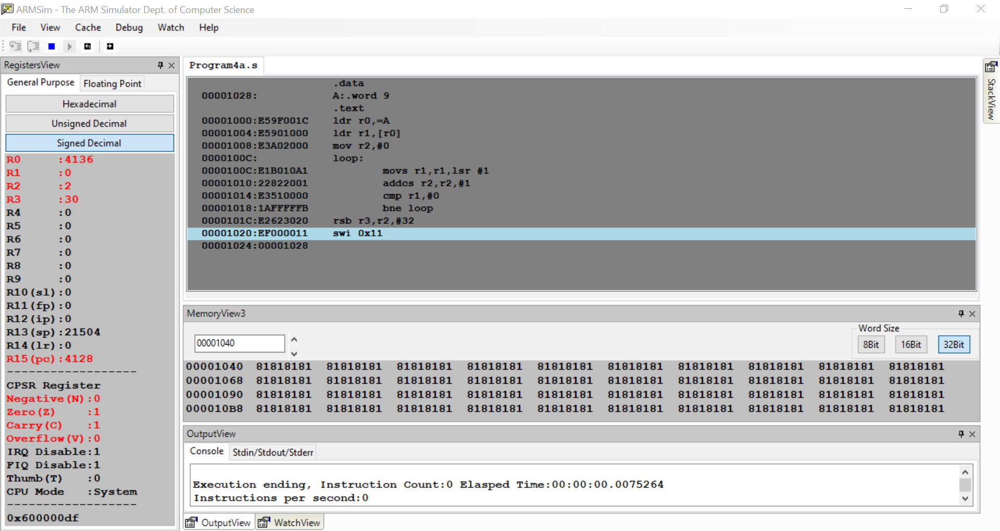 ARMSim - The ARM Simulator Dept. of Computer Science
File View Cache Debug Watch Help
RegistersView
General Purpose Floating Point
Hexadecimal
Unsigned Decimal
Signed Decimal
R0 :4136
R1 :0
R2 :2
R3 :30
R4 :0
R5 :0
R6 :0
R7 :0
R8 :0
R9 :0
R10(sl):0
R11(fp):0
R12(ip):0
R13(sp):21504
R14(lr):0
R15(pc):4128
-------------------
CPSR Register
Negative(N):0
Zero(Z) :1
Carry(C) :1
Overflow(V):0
IRQ Disable:1
FIQ Disable:1
Thumb(T) :0
CPU Mode :System
-------------------
0x600000df
Program4a.s
.data
00001028: A:.word 9
.text
00001000:E59F001C ldr r0,=A
00001004:E5901000 ldr r1,[r0]
00001008:E3A02000 mov r2,#0
0000100C: loop:
0000100C:E1B010A1 movs r1,r1,lsr #1
00001010:22822001 addcs r2,r2,#1
00001014:E3510000 cmp r1,#0
00001018:1AFFFFFB bne loop
0000101C:E2623020 rsb r3,r2,#32
00001020:EF000011 swi 0x11
00001024:00001028
StackView
MemoryView3
00001040
Word Size
8Bit 16Bit 32Bit
00001040 81818181 81818181 81818181 81818181 81818181 81818181 81818181 81818181 81818181 81818181
00001068 81818181 81818181 81818181 81818181 81818181 81818181 81818181 81818181 81818181 81818181
00001090 81818181 81818181 81818181 81818181 81818181 81818181 81818181 81818181 81818181 81818181
000010B8 81818181 81818181 81818181 81818181 81818181 81818181 81818181 81818181 81818181 81818181
OutputView
Console Stdin/Stdout/Stderr
Execution ending, Instruction Count:0 Elasped Time:00:00:00.0075264
Instructions per second:0
OutputView WatchView